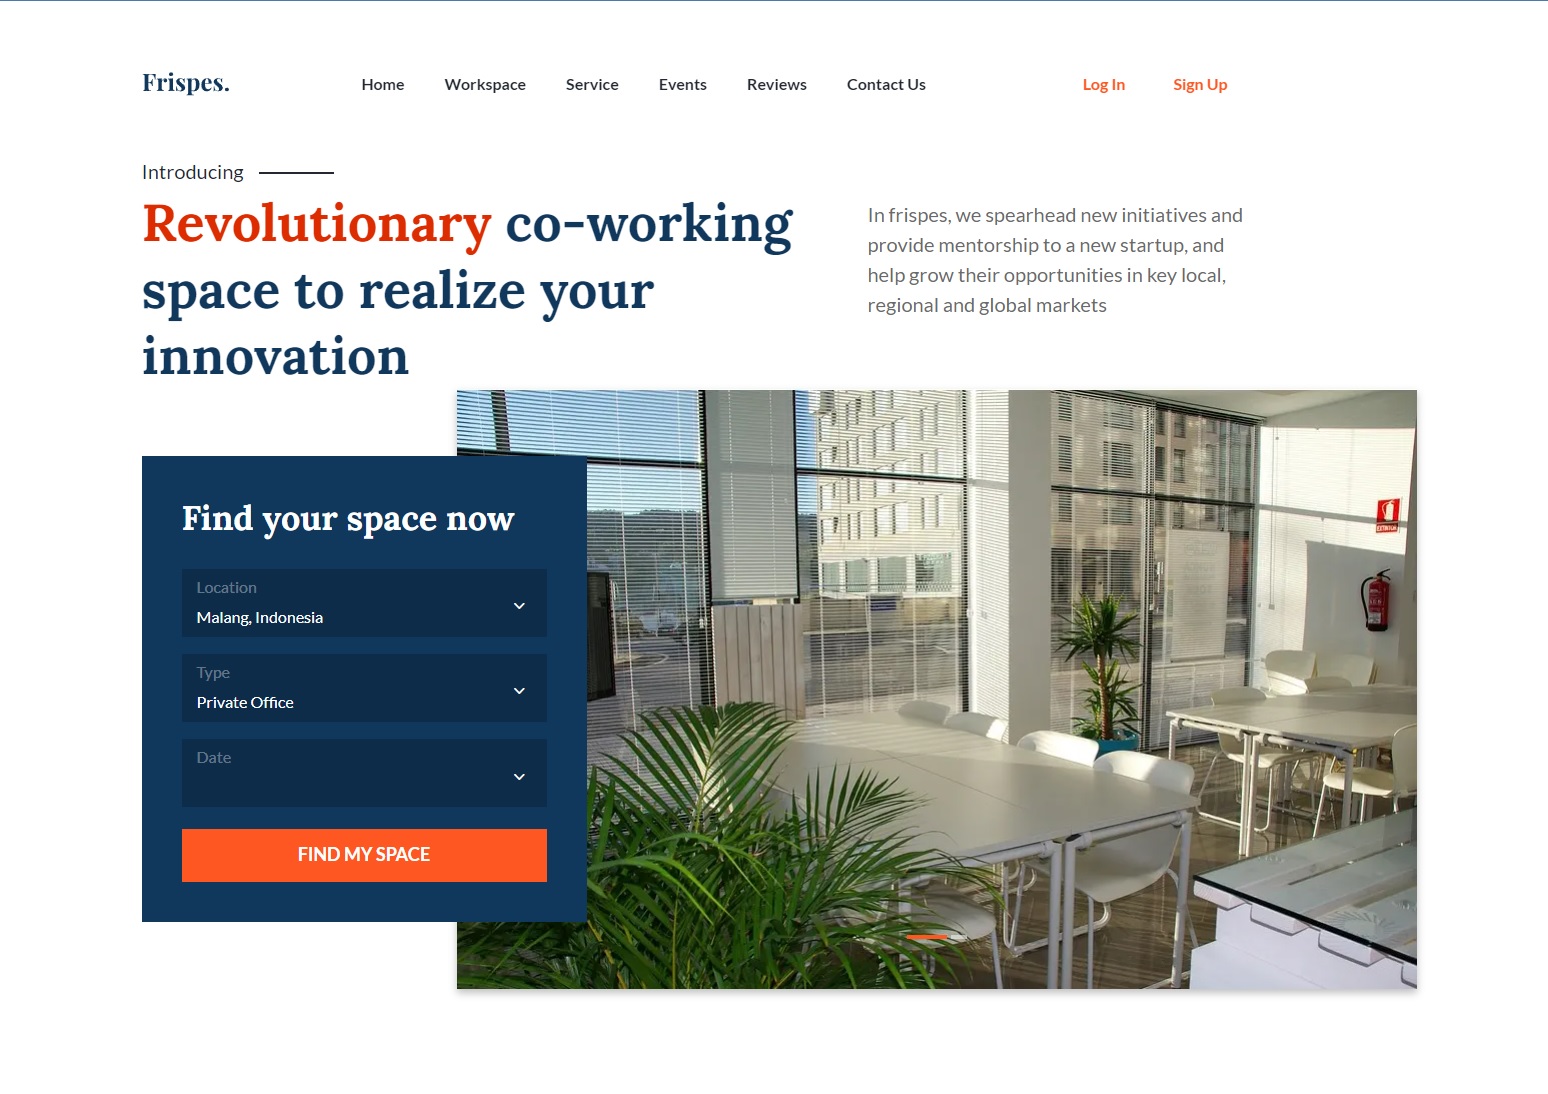 Frispes.
Home Workspace Service Events Reviews Contact Us Log In Sign Up
Introducing
Revolutionary co-working
space to realize your
innovation
In frispes, we spearhead new initiatives and
provide mentorship to a new startup, and
help grow their opportunities in key local,
regional and global markets
Find your space now
Location
Malang, Indonesia
Type
Private Office
Date
FIND MY SPACE